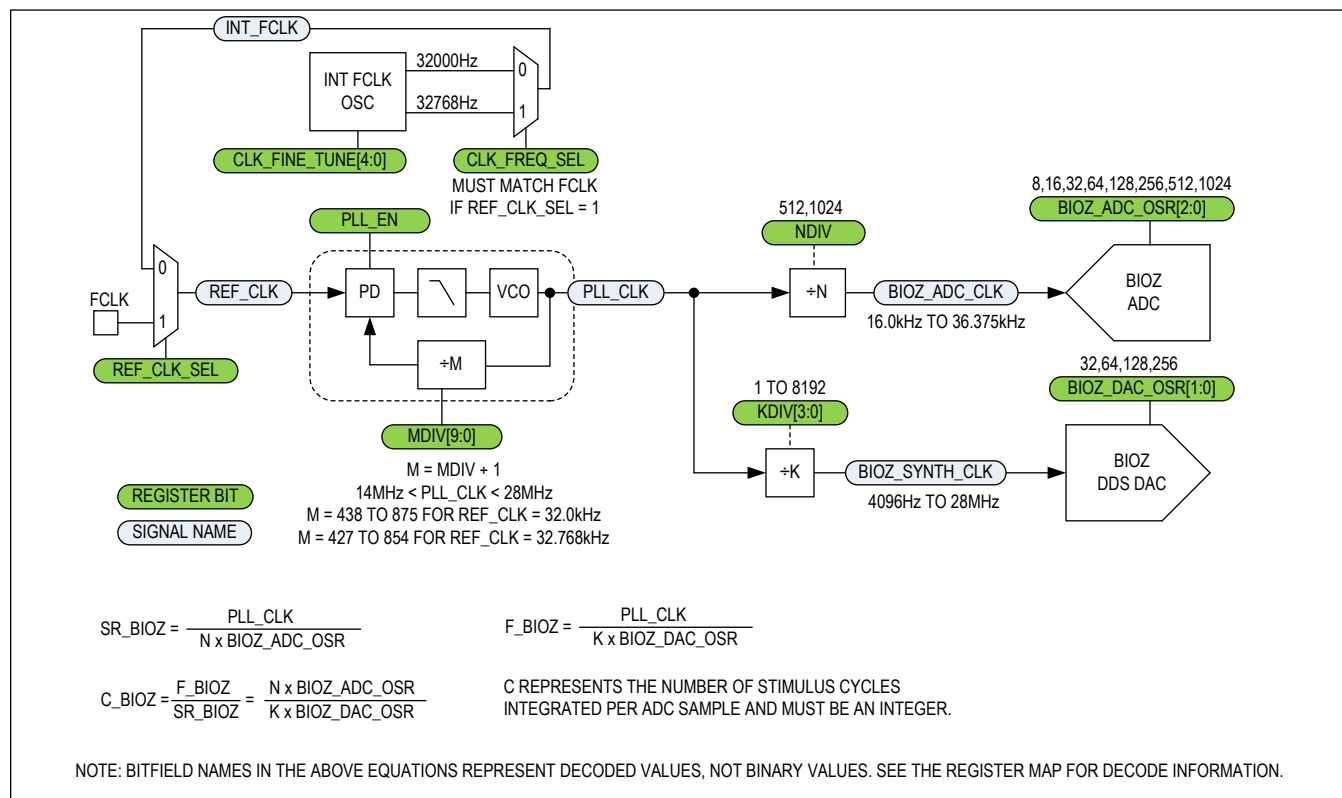 INT_FCLK
INT FCLK
OSC
32000Hz
32768Hz
0
1
CLK_FINE_TUNE[4:0]
CLK_FREQ_SEL
MUST MATCH FCLK
IF REF_CLK_SEL = 1
PLL_EN
0
1
FCLK
REF_CLK_SEL
REF_CLK
PD
VCO
÷M
PLL_CLK
MDIV[9:0]
M = MDIV + 1
14MHz < PLL_CLK < 28MHz
M = 438 TO 875 FOR REF_CLK = 32.0kHz
M = 427 TO 854 FOR REF_CLK = 32.768kHz
512,1024
NDIV
÷N
BIOZ_ADC_CLK
16.0kHz TO 36.375kHz
8,16,32,64,128,256,512,1024
BIOZ_ADC_OSR[2:0]
BIOZ
ADC
1 TO 8192
KDIV[3:0]
÷K
BIOZ_SYNTH_CLK
4096Hz TO 28MHz
32,64,128,256
BIOZ_DAC_OSR[1:0]
BIOZ
DDS DAC
REGISTER BIT
SIGNAL NAME
SR_BIOZ = PLL_CLK
N x BIOZ_ADC_OSR
F_BIOZ = PLL_CLK
K x BIOZ_DAC_OSR
C_BIOZ = F_BIOZ
SR_BIOZ
= N x BIOZ_ADC_OSR
K x BIOZ_DAC_OSR
C REPRESENTS THE NUMBER OF STIMULUS CYCLES
INTEGRATED PER ADC SAMPLE AND MUST BE AN INTEGER.
NOTE: BITFIELD NAMES IN THE ABOVE EQUATIONS REPRESENT DECODED VALUES, NOT BINARY VALUES. SEE THE REGISTER MAP FOR DECODE INFORMATION.